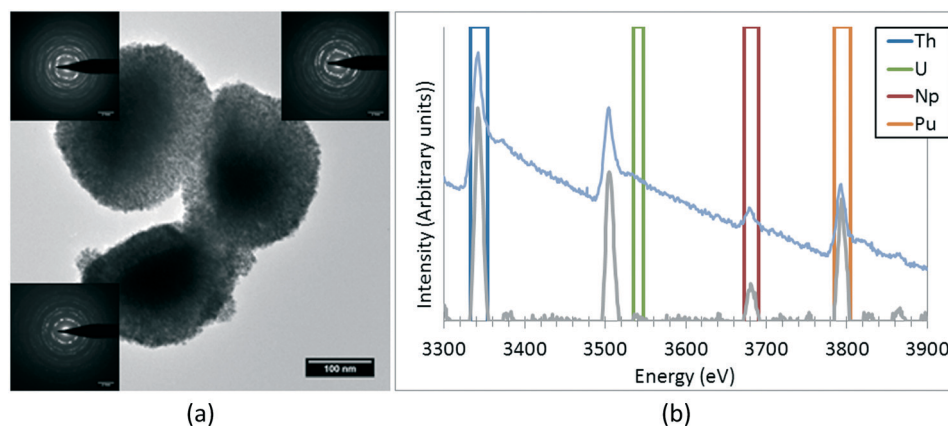 Th
U
Np
Pu
Intensity (Arbitrary units))
3300 3400 3500 3600 3700 3800 3900
Energy (eV)
100 nm
(a) (b)